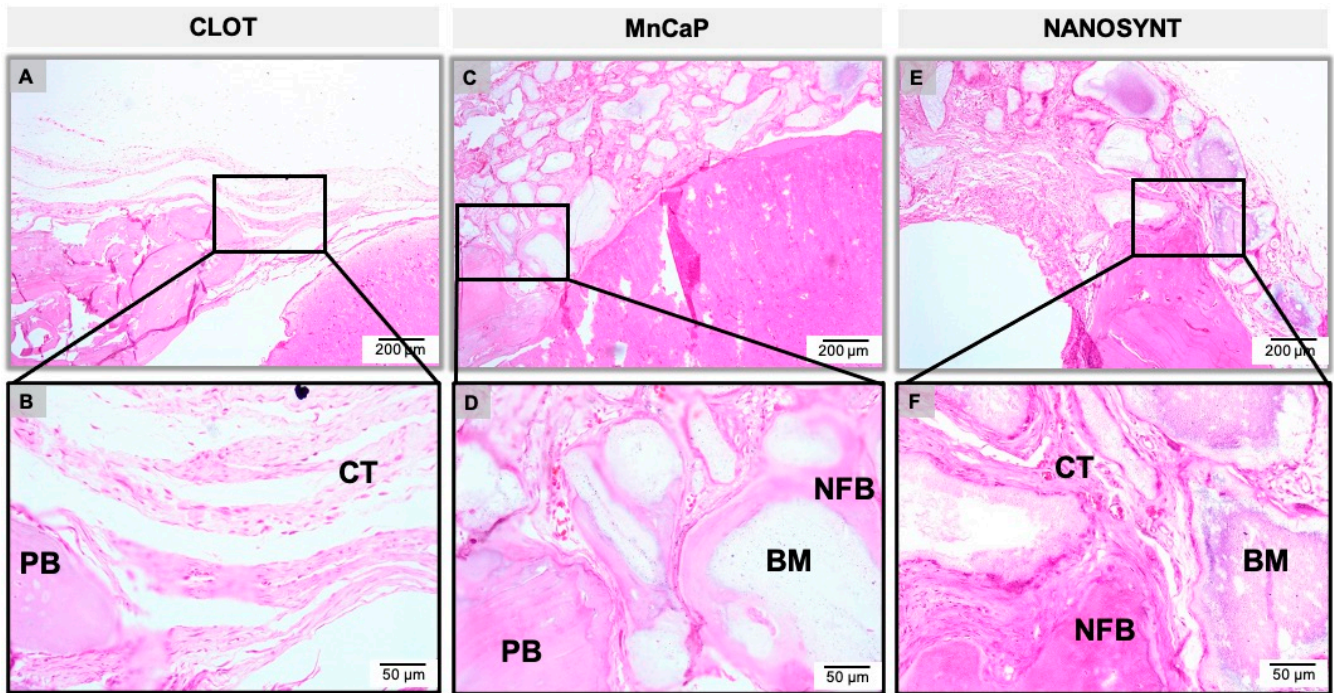 CLOT
MnCaP
NANOSYNT
A
200 µm
C
200 µm
E
200 µm
B
CT
PB
50 µm
D
NFB
BM
PB
50 µm
F
CT
BM
NFB
50 µm